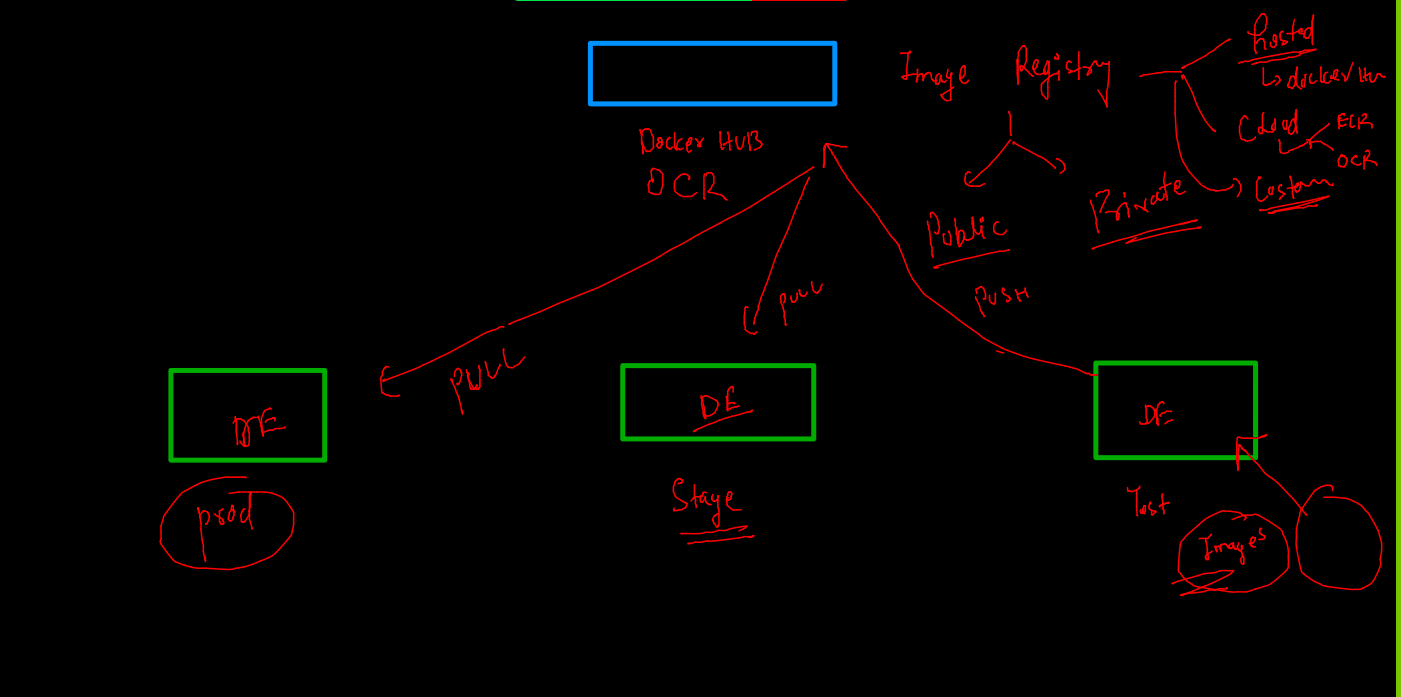 Image Registry
hosted
docker Hu
Cloud
ECR
OCR
Custom
Docker HUB
OCR
Public
Private
PUSH
PULL
PULL
DE
DE
DE
prod
Stage
Test
Images